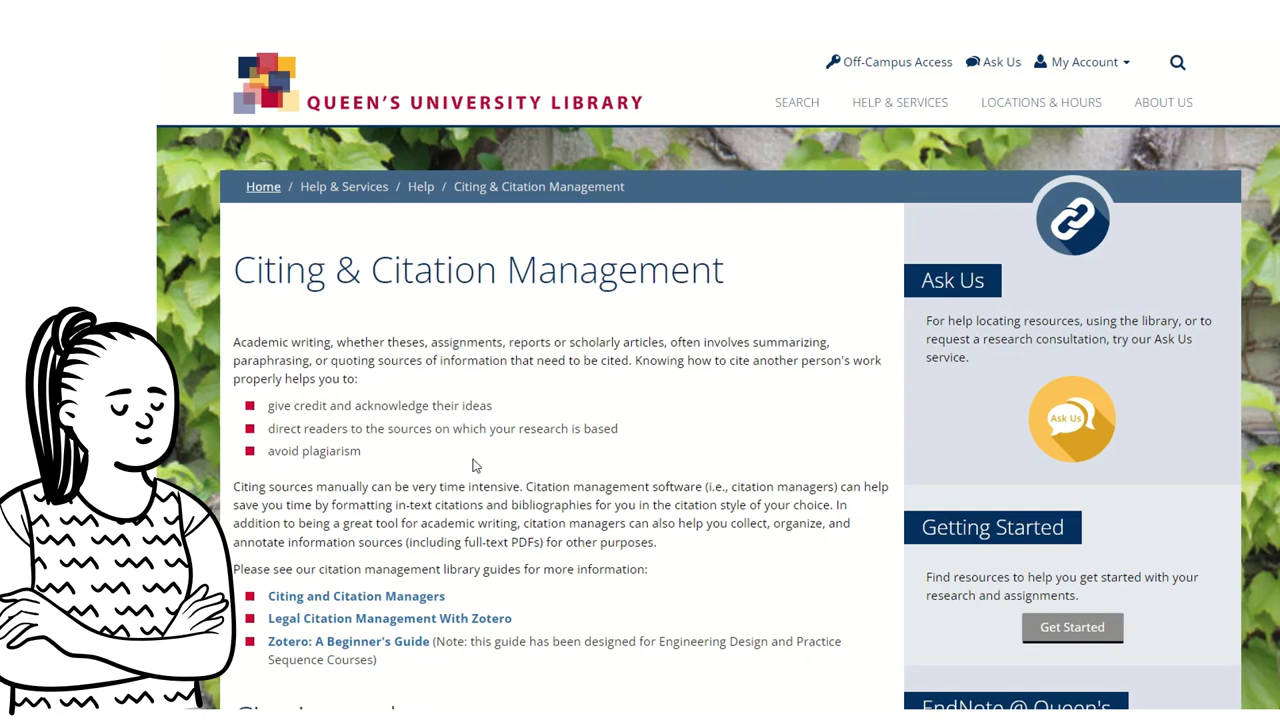 Off-Campus Access Ask Us My Account
QUEEN'S UNIVERSITY LIBRARY
SEARCH HELP & SERVICES LOCATIONS & HOURS ABOUT US
Home / Help & Services / Help / Citing & Citation Management
Citing & Citation Management
Academic writing, whether theses, assignments, reports or scholarly articles, often involves summarizing,
paraphrasing, or quoting sources of information that need to be cited. Knowing how to cite another person's work
properly helps you to:
give credit and acknowledge their ideas
direct readers to the sources on which your research is based
avoid plagiarism
Citing sources manually can be very time intensive. Citation management software (i.e., citation managers) can help
save you time by formatting in-text citations and bibliographies for you in the citation style of your choice. In
addition to being a great tool for academic writing, citation managers can also help you collect, organize, and
annotate information sources (including full-text PDFs) for other purposes.
Please see our citation management library guides for more information:
Citing and Citation Managers
Legal Citation Management With Zotero
Zotero: A Beginner's Guide (Note: this guide has been designed for Engineering Design and Practice
Sequence Courses)
Ask Us
For help locating resources, using the library, or to
request a research consultation, try our Ask Us
service.
Ask Us
Getting Started
Find resources to help you get started with your
research and assignments.
Get Started
EndNote @ Queen's